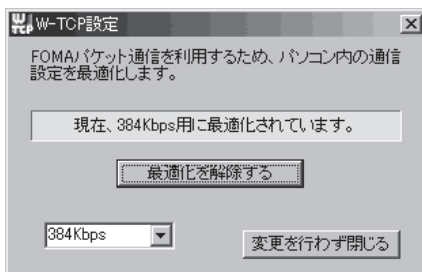 W-TCP設定
FOMAパケット通信を利用するため、パソコン内の通信
設定を最適化します。
現在、384Kbps用に最適化されています。
最適化を解除する
384Kbps
変更を行わず閉じる